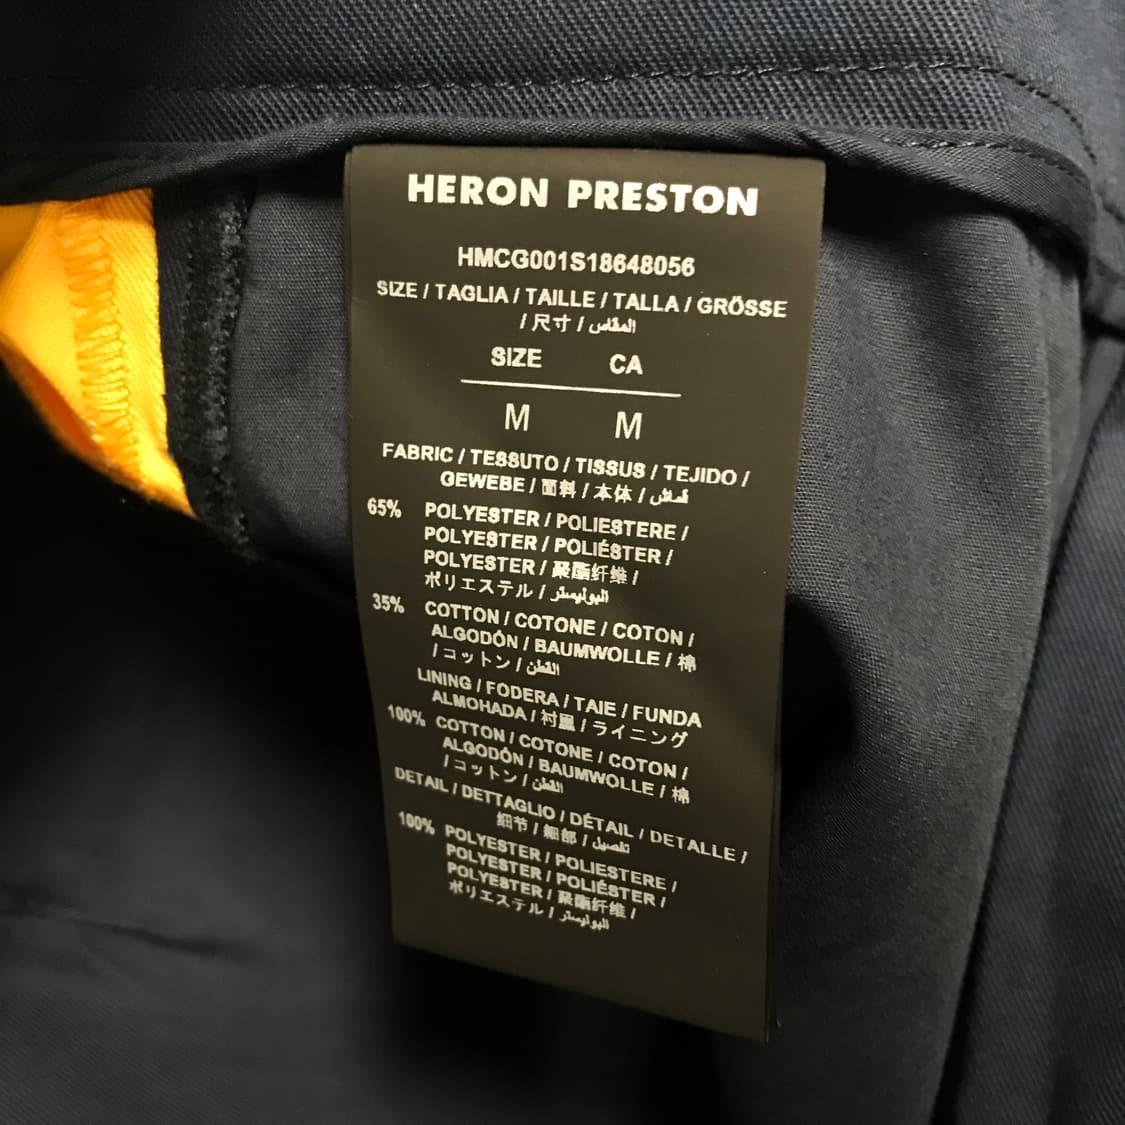 HERON PRESTON
HMCG001S18648056
SIZE / TAGLIA / TAILLE / TALLA / GRÖSSE
/ 尺寸 / المقاس
SIZE CA
M M
FABRIC / TESSUTO / TISSUS / TEJIDO /
GEWEBE / 面料 / 本体 / قماش
65% POLYESTER / POLIESTERE /
POLYESTER / POLIÉSTER /
POLYESTER / 聚酯纤维 /
ポリエステル / البوليستر
35% COTTON / COTONE / COTON /
ALGODÓN / BAUMWOLLE / 棉
/ コットン / القطن
LINING / FODERA / TAIE / FUNDA
ALMOHADA / 衬里 / ライニング
100% COTTON / COTONE / COTON /
ALGODÓN / BAUMWOLLE / 棉
/ コットン / القطن
DETAIL / DETTAGLIO / DÉTAIL / DETALLE /
细节 / 細部 / تفصيل
100% POLYESTER / POLIESTERE /
POLYESTER / POLIÉSTER /
POLYESTER / 聚酯纤维 /
ポリエステル / البوليستر